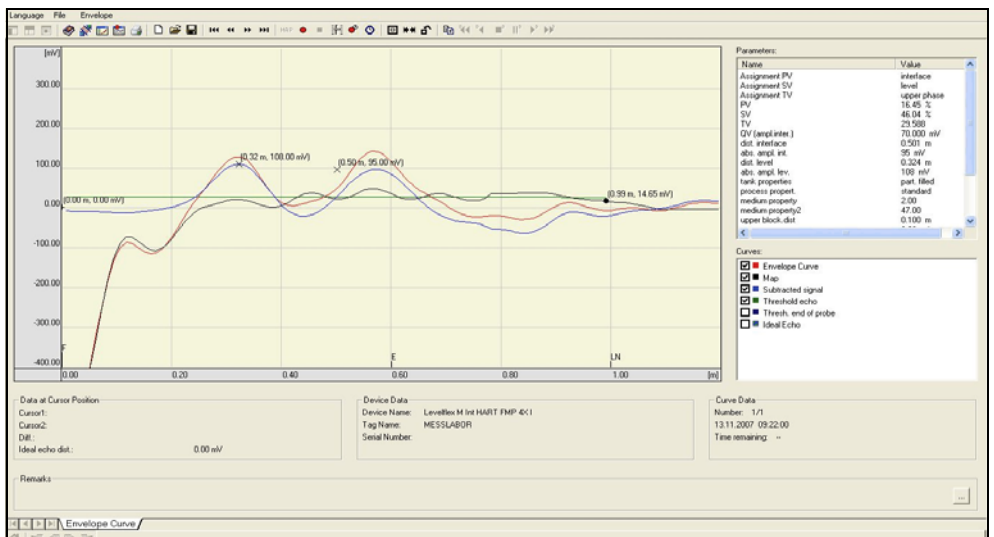 Language File Envelope
[mV]
300.00
200.00
100.00
0.00
-100.00
-200.00
-300.00
-400.00
(0.32 m, 108.00 mV)
(0.50 m, 95.00 mV)
(0.00 m, 0.00 mV)
(0.99 m, 14.65 mV)
F
E
LN
0.00 0.20 0.40 0.60 0.80 1.00 [m]
Parameters:
Name Value
Assignment PV interface
Assignment SV level
Assignment TV upper phase
PV 16.45 %
SV 46.04 %
TV 29.588
QV (ampl.inter.) 70.000 mV
dist. interface 0.501 m
abs. ampl. int. 95 mV
dist. level 0.324 m
abs. ampl. lev. 108 mV
tank properties part. filled
process propert. standard
medium property 2.00
medium property2 47.00
upper block.dist 0.100 m
Curves:
Envelope Curve
Map
Subtracted signal
Threshold echo
Thresh. end of probe
Ideal Echo
Data at Cursor Position
Cursor1:
Cursor2:
Diff.:
Ideal echo dist.: 0.00 mV
Device Data
Device Name: Levelflex M Int HART FMP 4X I
Tag Name: MESSLABOR
Serial Number:
Curve Data
Number: 1/1
13.11.2007 09:22:00
Time remaining: --
Remarks
...
Envelope Curve